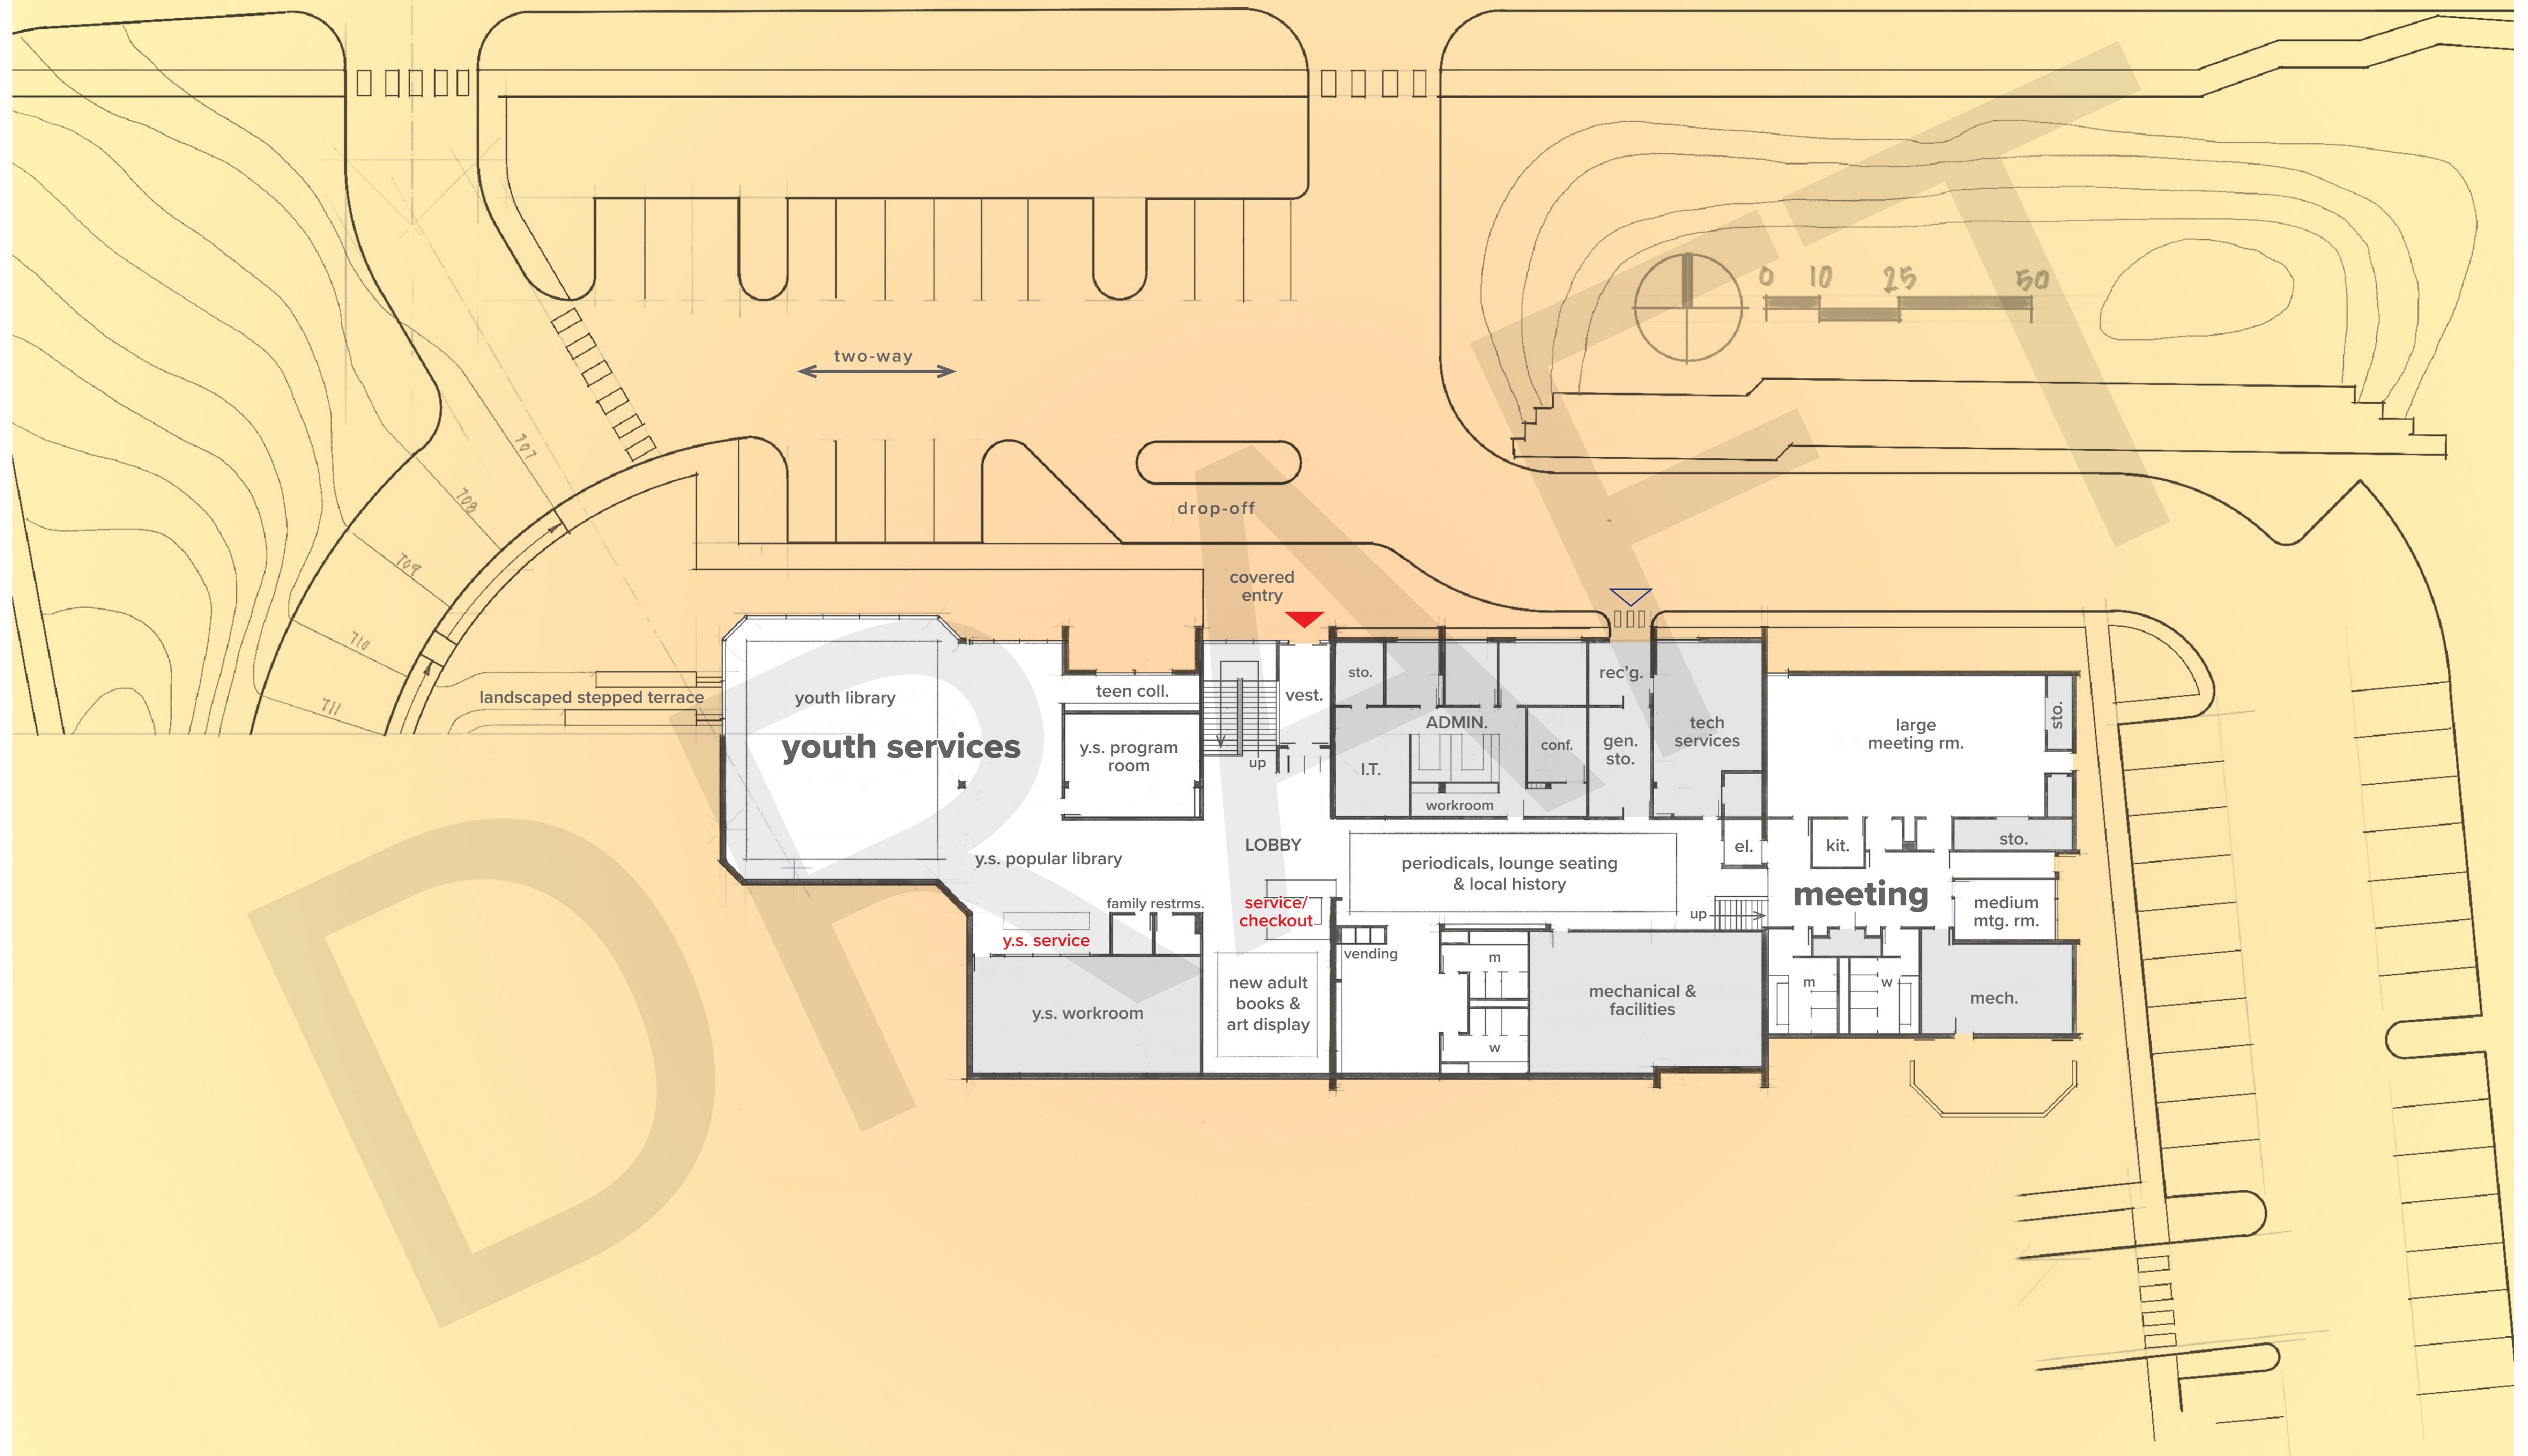 0 10 25 50
two-way
707
708
drop-off
709
covered
entry
710
711
landscaped stepped terrace
youth library
youth services
teen coll.
y.s. program
room
vest.
up
sto.
ADMIN.
I.T.
conf.
workroom
rec'g.
gen.
sto.
tech
services
large
meeting rm.
sto.
LOBBY
y.s. popular library
periodicals, lounge seating
& local history
el.
kit.
sto.
meeting
medium
mtg. rm.
up
family restrms.
service/
checkout
y.s. service
vending
m
w
new adult
books &
art display
y.s. workroom
mechanical &
facilities
m
w
mech.
DRAFT